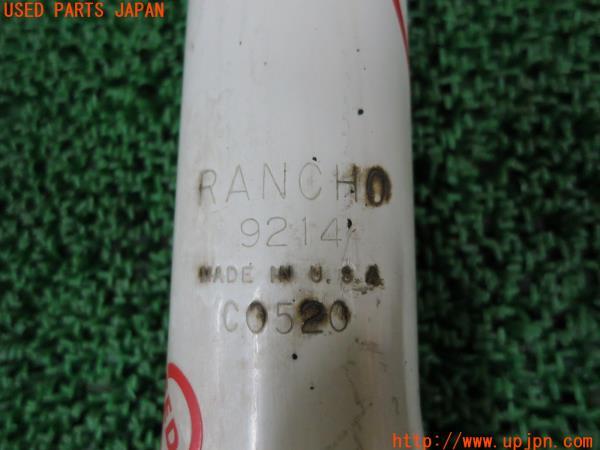 USED PARTS JAPAN
RANCHO
9214
MADE IN U.S.A
C0520
http://www.upjpn.com/